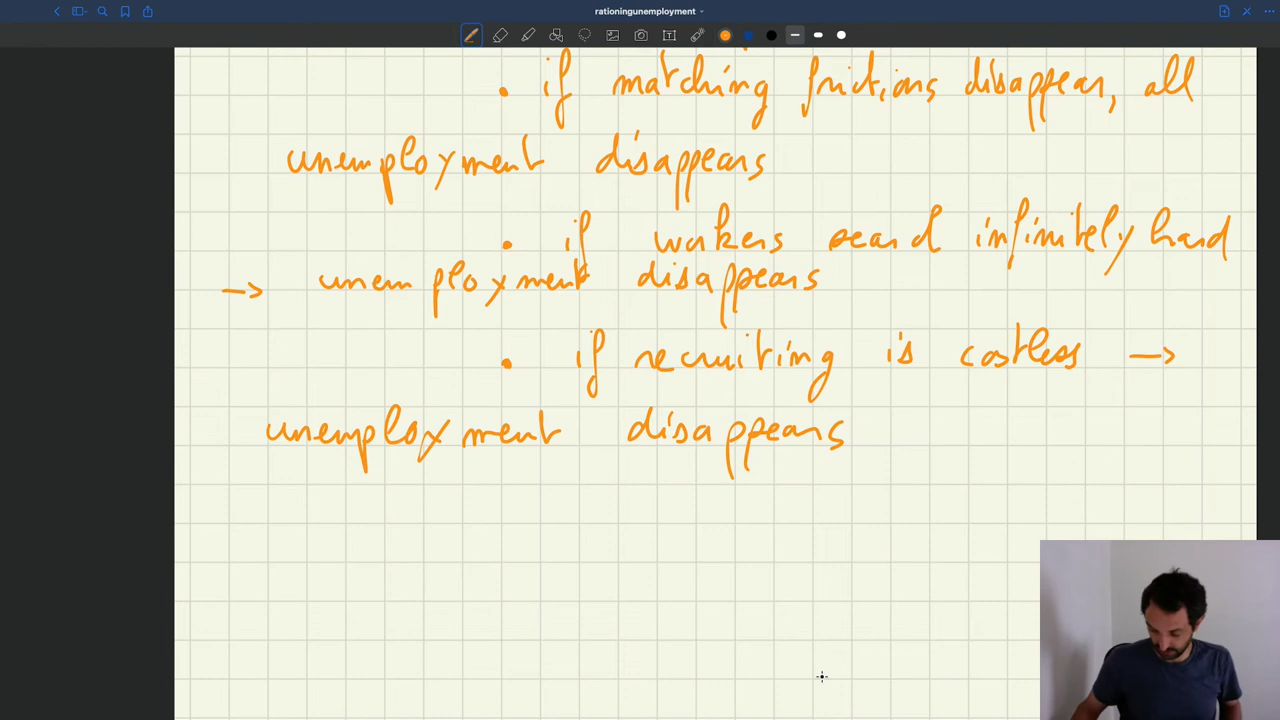 rationingunemployment
• if matching frictions disappear, all
unemployment disappears
• if workers search infinitely hard
→ unemployment disappears
• if recruiting is costless →
unemployment disappears